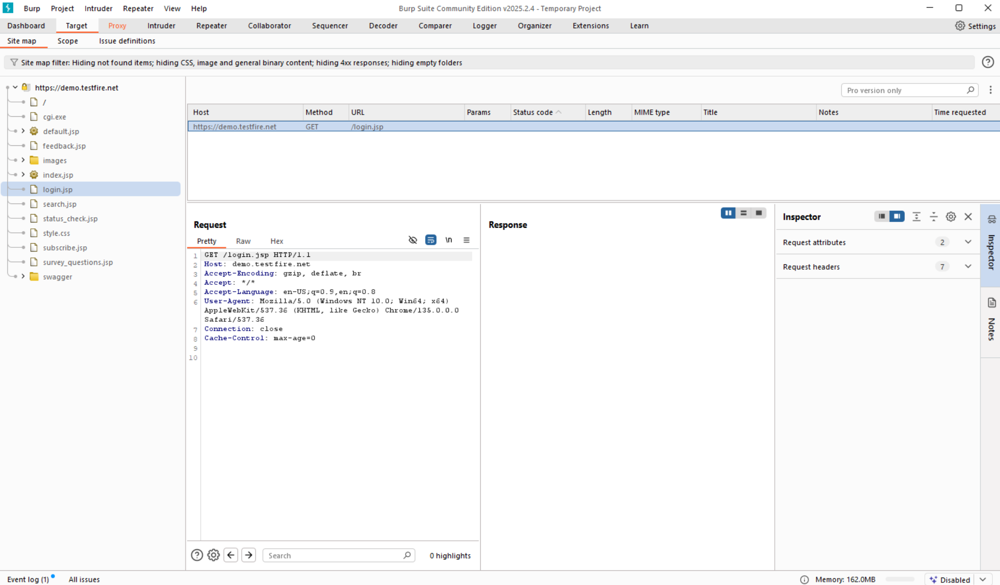 Burp Project Intruder Repeater View Help Burp Suite Community Edition v2025.2.4 - Temporary Project
Dashboard Target Proxy Intruder Repeater Collaborator Sequencer Decoder Comparer Logger Organizer Extensions Learn Settings
Site map Scope Issue definitions
Site map filter: Hiding not found items; hiding CSS, image and general binary content; hiding 4xx responses; hiding empty folders
https://demo.testfire.net
/
cgi.exe
default.jsp
feedback.jsp
images
index.jsp
login.jsp
search.jsp
status_check.jsp
style.css
subscribe.jsp
survey_questions.jsp
swagger
Pro version only
Host Method URL Params Status code Length MIME type Title Notes Time requested
https://demo.testfire.net GET /login.jsp
Request
Pretty Raw Hex \n
1 GET /login.jsp HTTP/1.1
2 Host: demo.testfire.net
3 Accept-Encoding: gzip, deflate, br
4 Accept: */*
5 Accept-Language: en-US;q=0.9,en;q=0.8
6 User-Agent: Mozilla/5.0 (Windows NT 10.0; Win64; x64)
AppleWebKit/537.36 (KHTML, like Gecko) Chrome/135.0.0.0
Safari/537.36
7 Connection: close
8 Cache-Control: max-age=0
9
10
Search 0 highlights
Response
Inspector
Request attributes 2
Request headers 7
Inspector
Notes
Event log (1) All issues Memory: 162.0MB Disabled